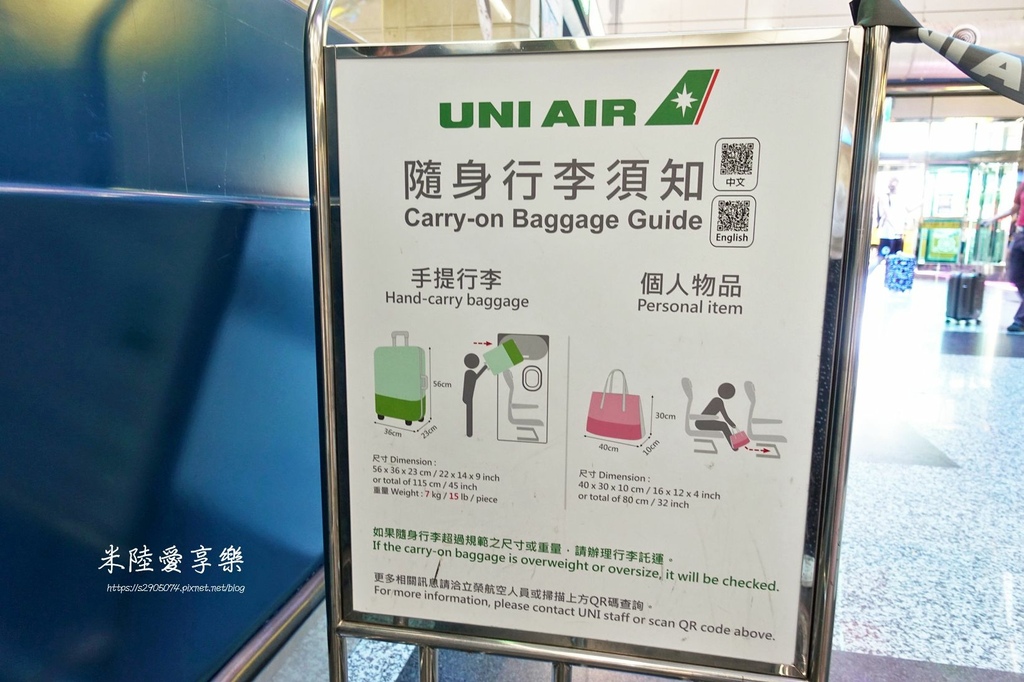 UNI AIR
隨身行李須知
Carry-on Baggage Guide
中文
English
手提行李
Hand-carry baggage
56cm
36cm
23cm
尺寸 Dimension :
56 x 36 x 23 cm / 22 x 14 x 9 inch
or total of 115 cm / 45 inch
重量 Weight : 7 kg / 15 lb / piece
個人物品
Personal item
30cm
40cm
10cm
尺寸 Dimension :
40 x 30 x 10 cm / 16 x 12 x 4 inch
or total of 80 cm / 32 inch
如果隨身行李超過規範之尺寸或重量，請辦理行李託運。
If the carry-on baggage is overweight or oversize, it will be checked.
更多相關訊息請洽立榮航空人員或掃描上方QR碼查詢。
For more information, please contact UNI staff or scan QR code above.
米陸愛享樂
https://s2905074.pixnet.net/blog